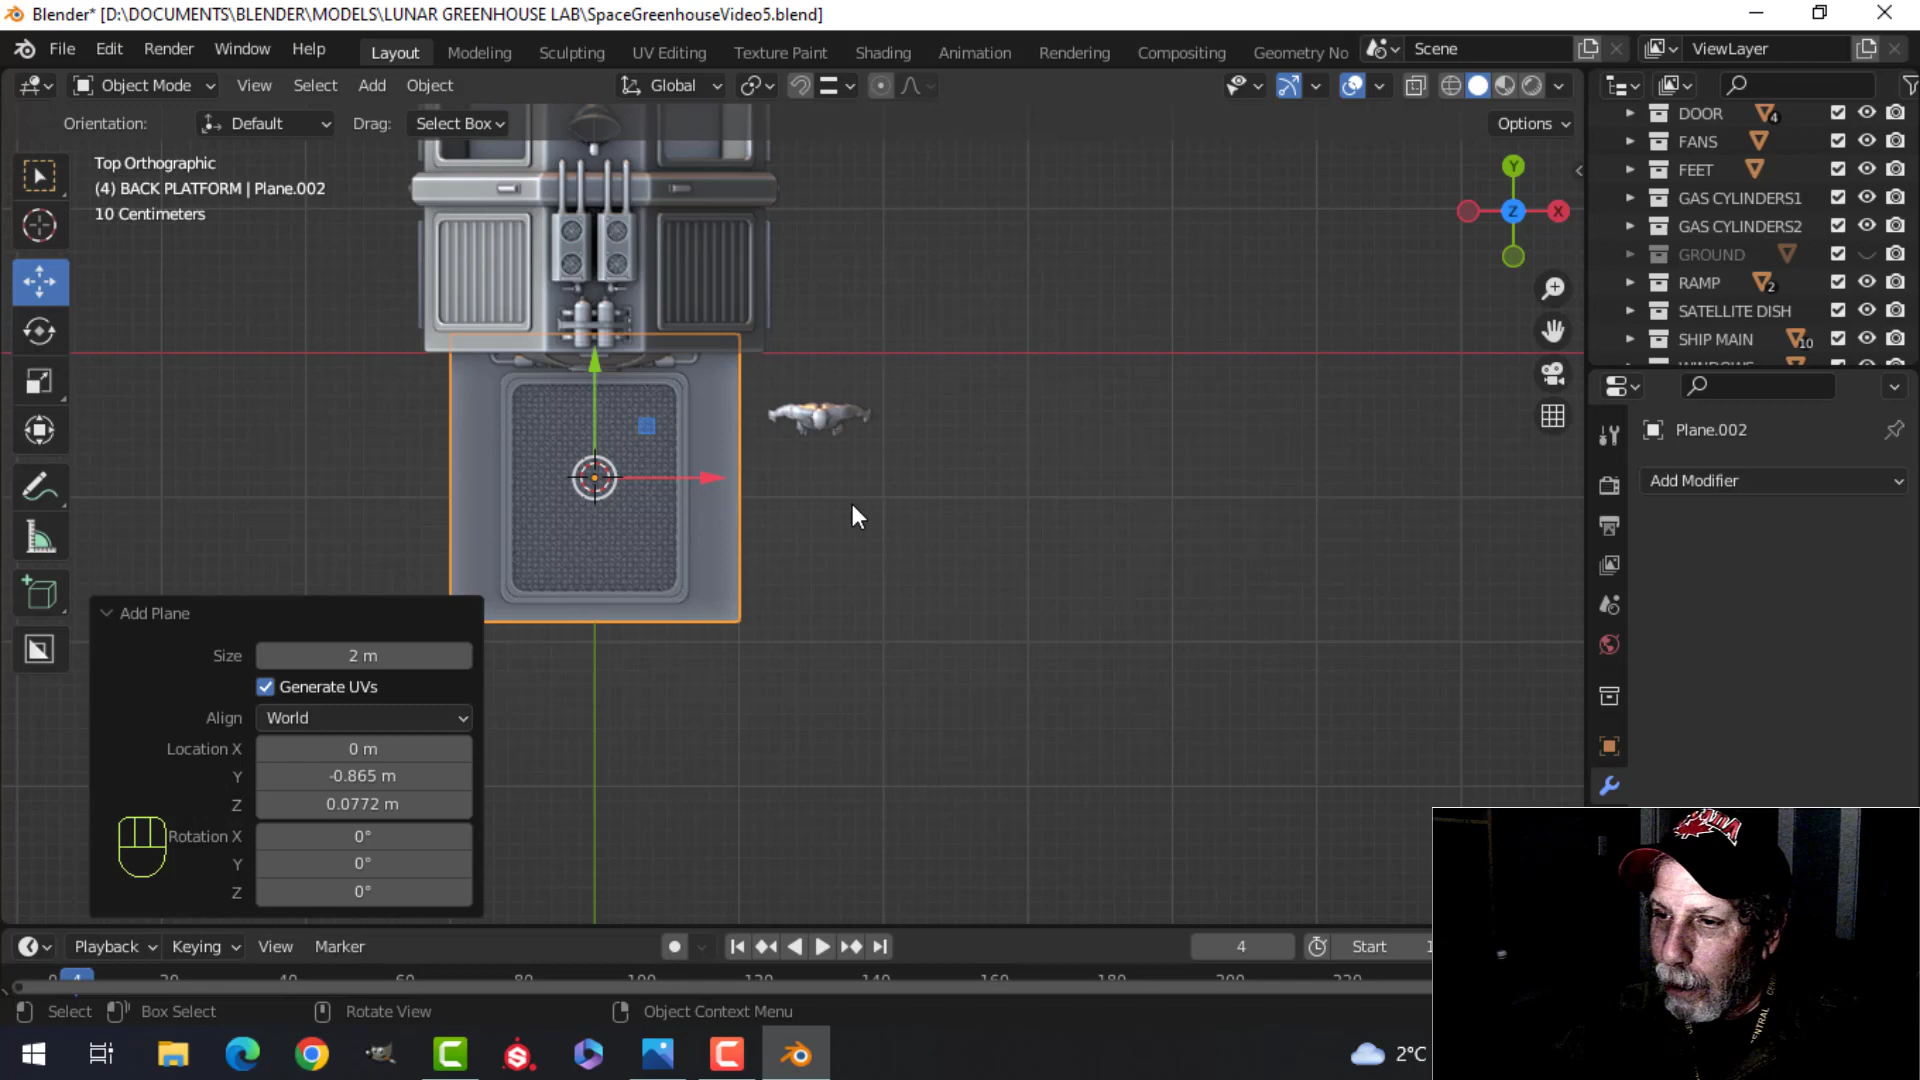 Blender* [D:\DOCUMENTS\BLENDER\MODELS\LUNAR GREENHOUSE LAB\SpaceGreenhouseVideo5.blend]
File Edit Render Window Help Layout Modeling Sculpting UV Editing Texture Paint Shading Animation Rendering Compositing Geometry No Scene ViewLayer
Object Mode View Select Add Object Global
Orientation: Default Drag: Select Box Options
Top Orthographic
(4) BACK PLATFORM | Plane.002
10 Centimeters
Y
X
Z
DOOR 4
FANS
FEET
GAS CYLINDERS1
GAS CYLINDERS2
GROUND
RAMP 2
SATELLITE DISH
SHIP MAIN 10
Plane.002
Add Modifier
Add Plane
Size 2 m
Generate UVs
Align World
Location X 0 m
Y -0.865 m
Z 0.0772 m
Rotation X 0°
Y 0°
Z 0°
Playback Keying View Marker 4 Start 1
Select Box Select Rotate View Object Context Menu
2°C